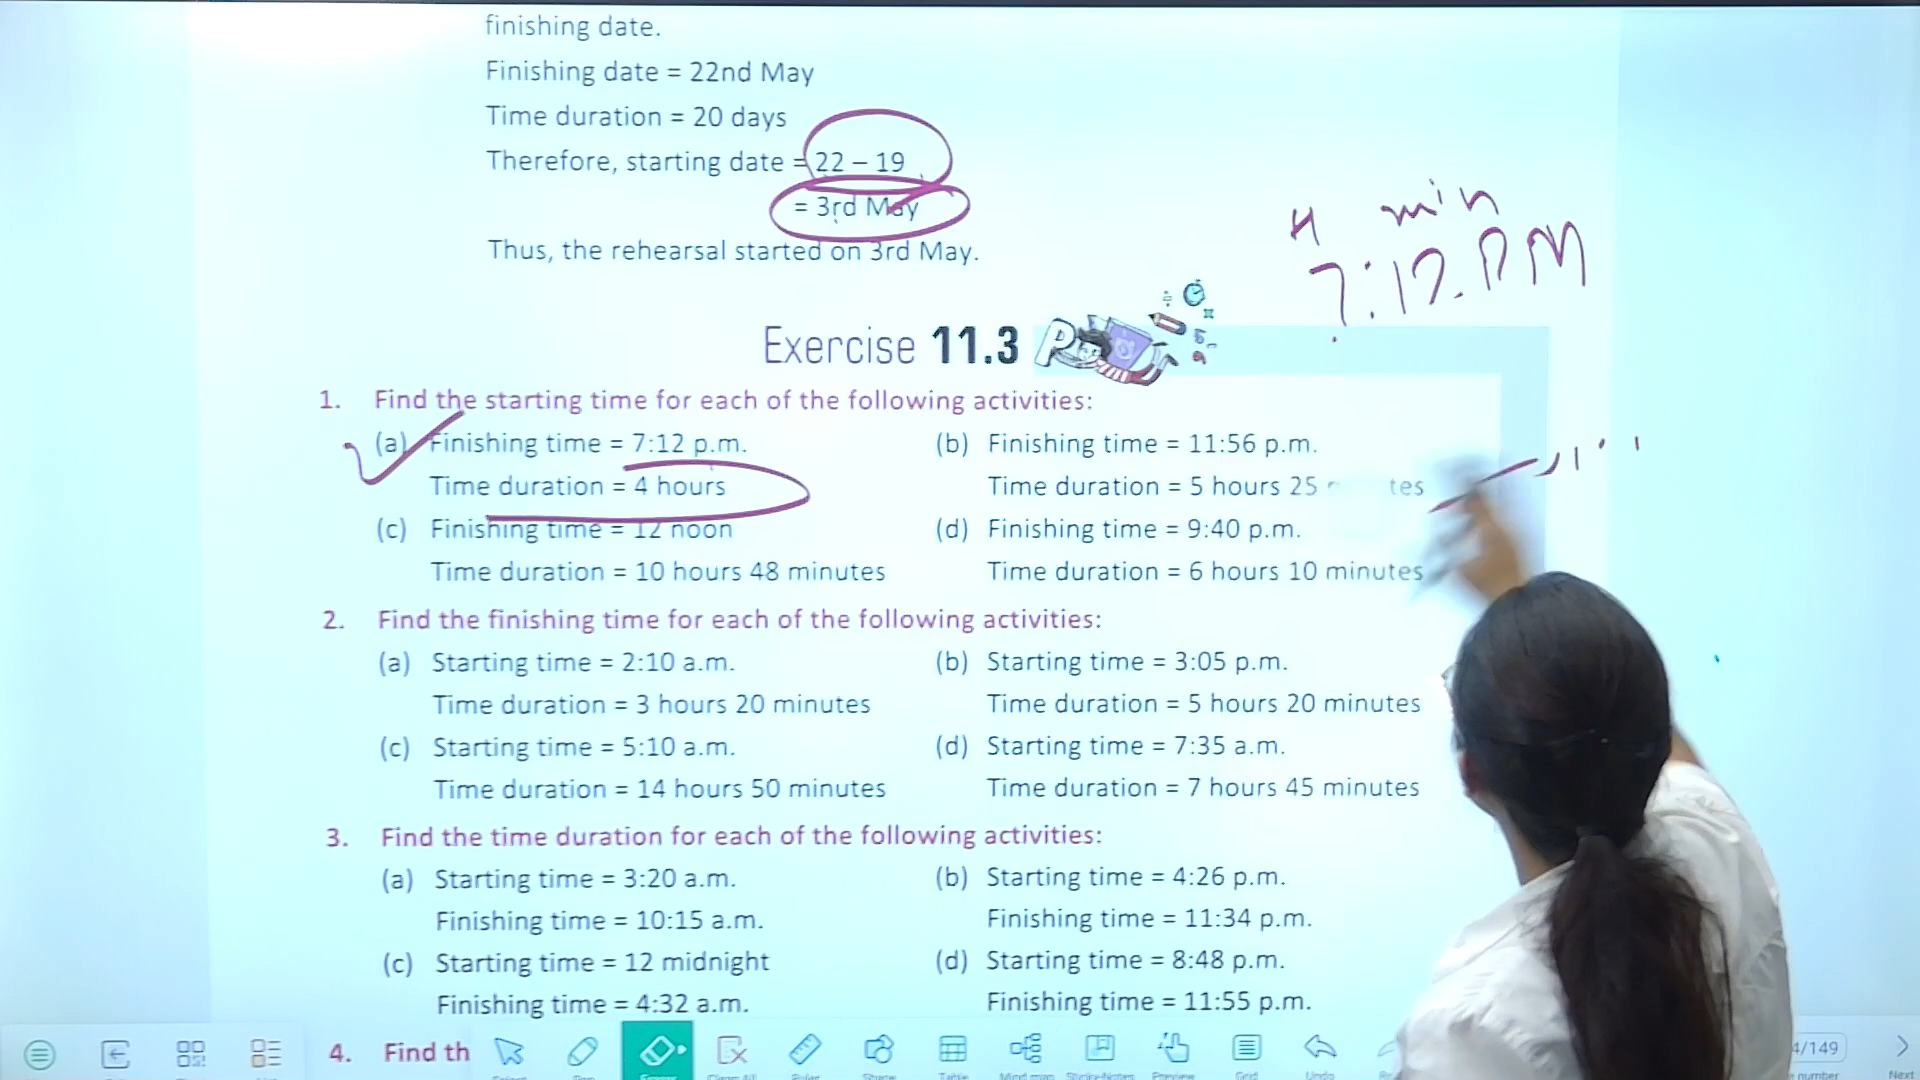 finishing date.
Finishing date = 22nd May
Time duration = 20 days
Therefore, starting date = 22 – 19
= 3rd May
Thus, the rehearsal started on 3rd May.
H min
7:12.PM
Exercise 11.3
1. Find the starting time for each of the following activities:
(a) Finishing time = 7:12 p.m. (b) Finishing time = 11:56 p.m.
Time duration = 4 hours Time duration = 5 hours 25 tes
(c) Finishing time = 12 noon (d) Finishing time = 9:40 p.m.
Time duration = 10 hours 48 minutes Time duration = 6 hours 10 minutes
2. Find the finishing time for each of the following activities:
(a) Starting time = 2:10 a.m. (b) Starting time = 3:05 p.m.
Time duration = 3 hours 20 minutes Time duration = 5 hours 20 minutes
(c) Starting time = 5:10 a.m. (d) Starting time = 7:35 a.m.
Time duration = 14 hours 50 minutes Time duration = 7 hours 45 minutes
3. Find the time duration for each of the following activities:
(a) Starting time = 3:20 a.m. (b) Starting time = 4:26 p.m.
Finishing time = 10:15 a.m. Finishing time = 11:34 p.m.
(c) Starting time = 12 midnight (d) Starting time = 8:48 p.m.
Finishing time = 4:32 a.m. Finishing time = 11:55 p.m.
4. Find th
4/149
number Next